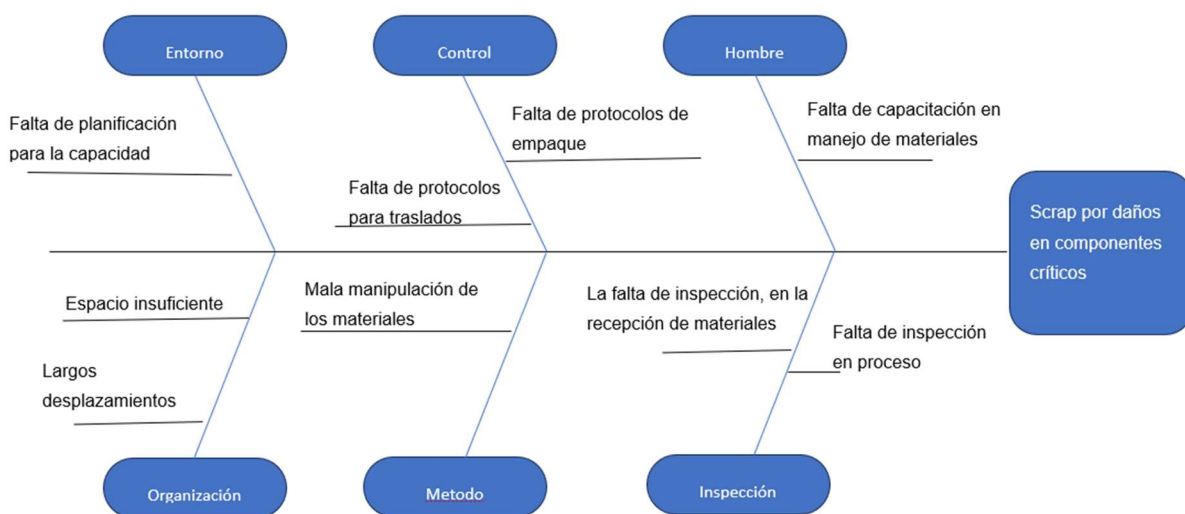 Entorno
Control
Hombre
Falta de planificación
para la capacidad
Falta de protocolos de
empaque
Falta de capacitación en
manejo de materiales
Falta de protocolos
para traslados
Scrap por daños
en componentes
críticos
Espacio insuficiente
Mala manipulación de
los materiales
La falta de inspección, en la
recepción de materiales
Falta de inspección
en proceso
Largos
desplazamientos
Organización
Metodo
Inspección